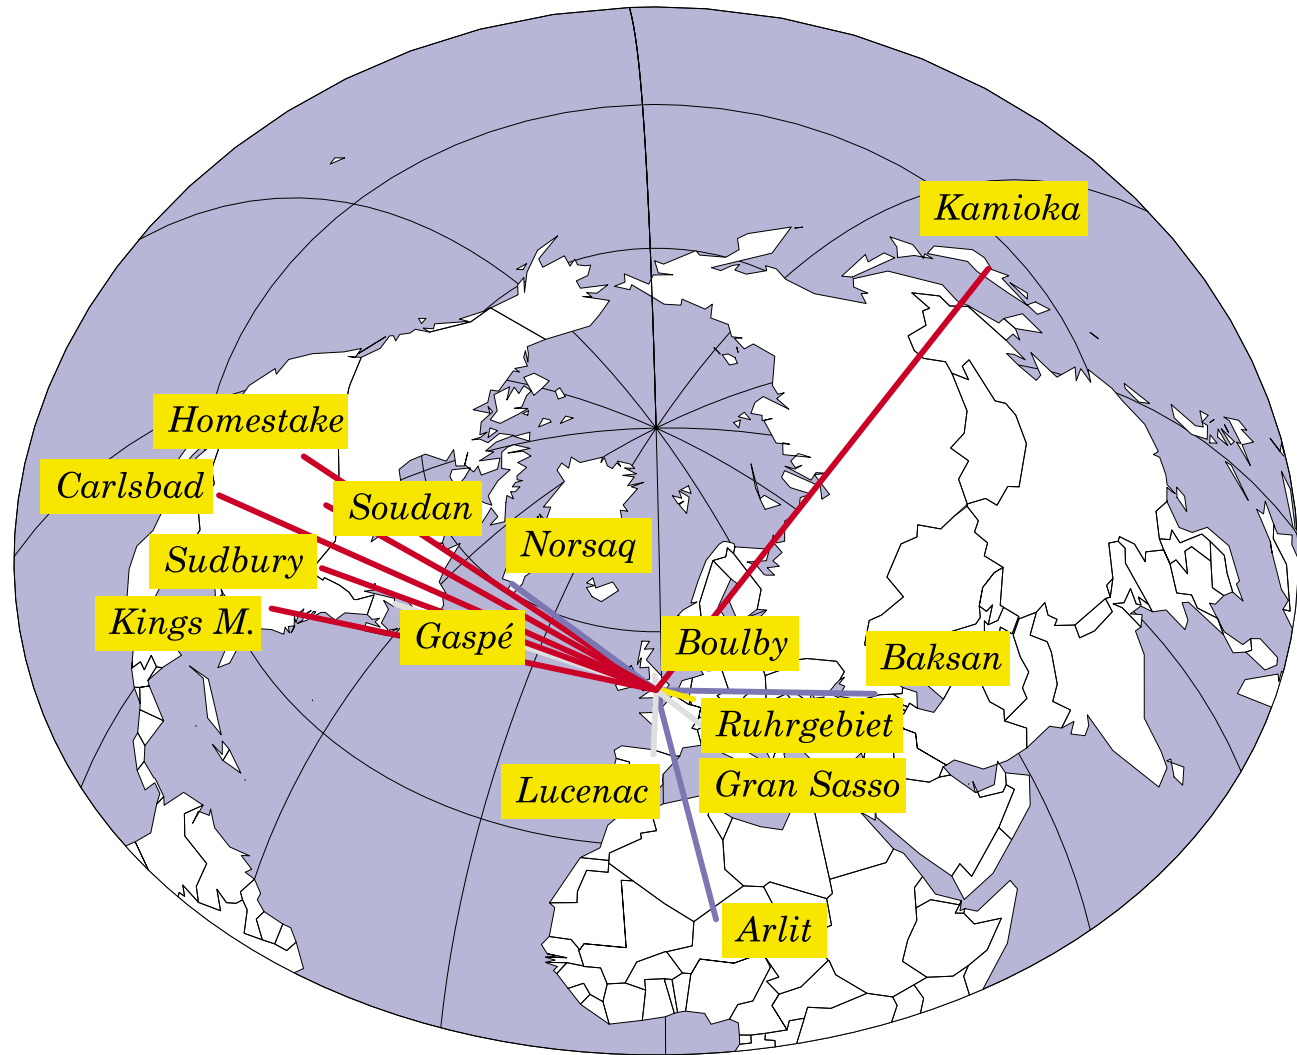 Kamioka
Homestake
Carlsbad
Soudan
Norsaq
Sudbury
Kings M.
Gaspé
Boulby
Baksan
Ruhrgebiet
Lucenac
Gran Sasso
Arlit